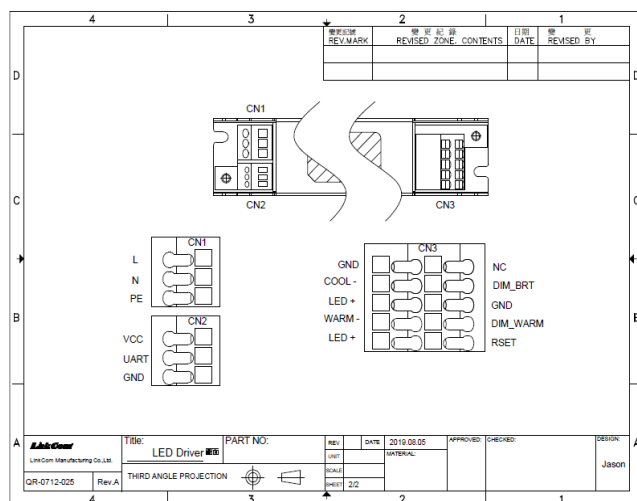 4 3 2 1
變更記號 變更記錄 日期 變更
REV.MARK REVISED ZONE. CONTENTS DATE REVISED BY
D D
CN1
C C
CN2 CN3
CN1 CN3
L GND NC
N COOL - DIM_BRT
PE LED + GND
B B
WARM - DIM_WARM
LED + RSET
CN2
VCC
UART
GND
A A
LinkCom Title: PART NO: REV DATE 2019.08.05 APPROVED: CHECKED: DESIGN:
LED Driver UNIT MATERIAL:
LinkCom Manufacturing Co.,Ltd. SCALE Jason
QR-0712-025 Rev.A THIRD ANGLE PROJECTION SHEET 2/2
4 3 2 1